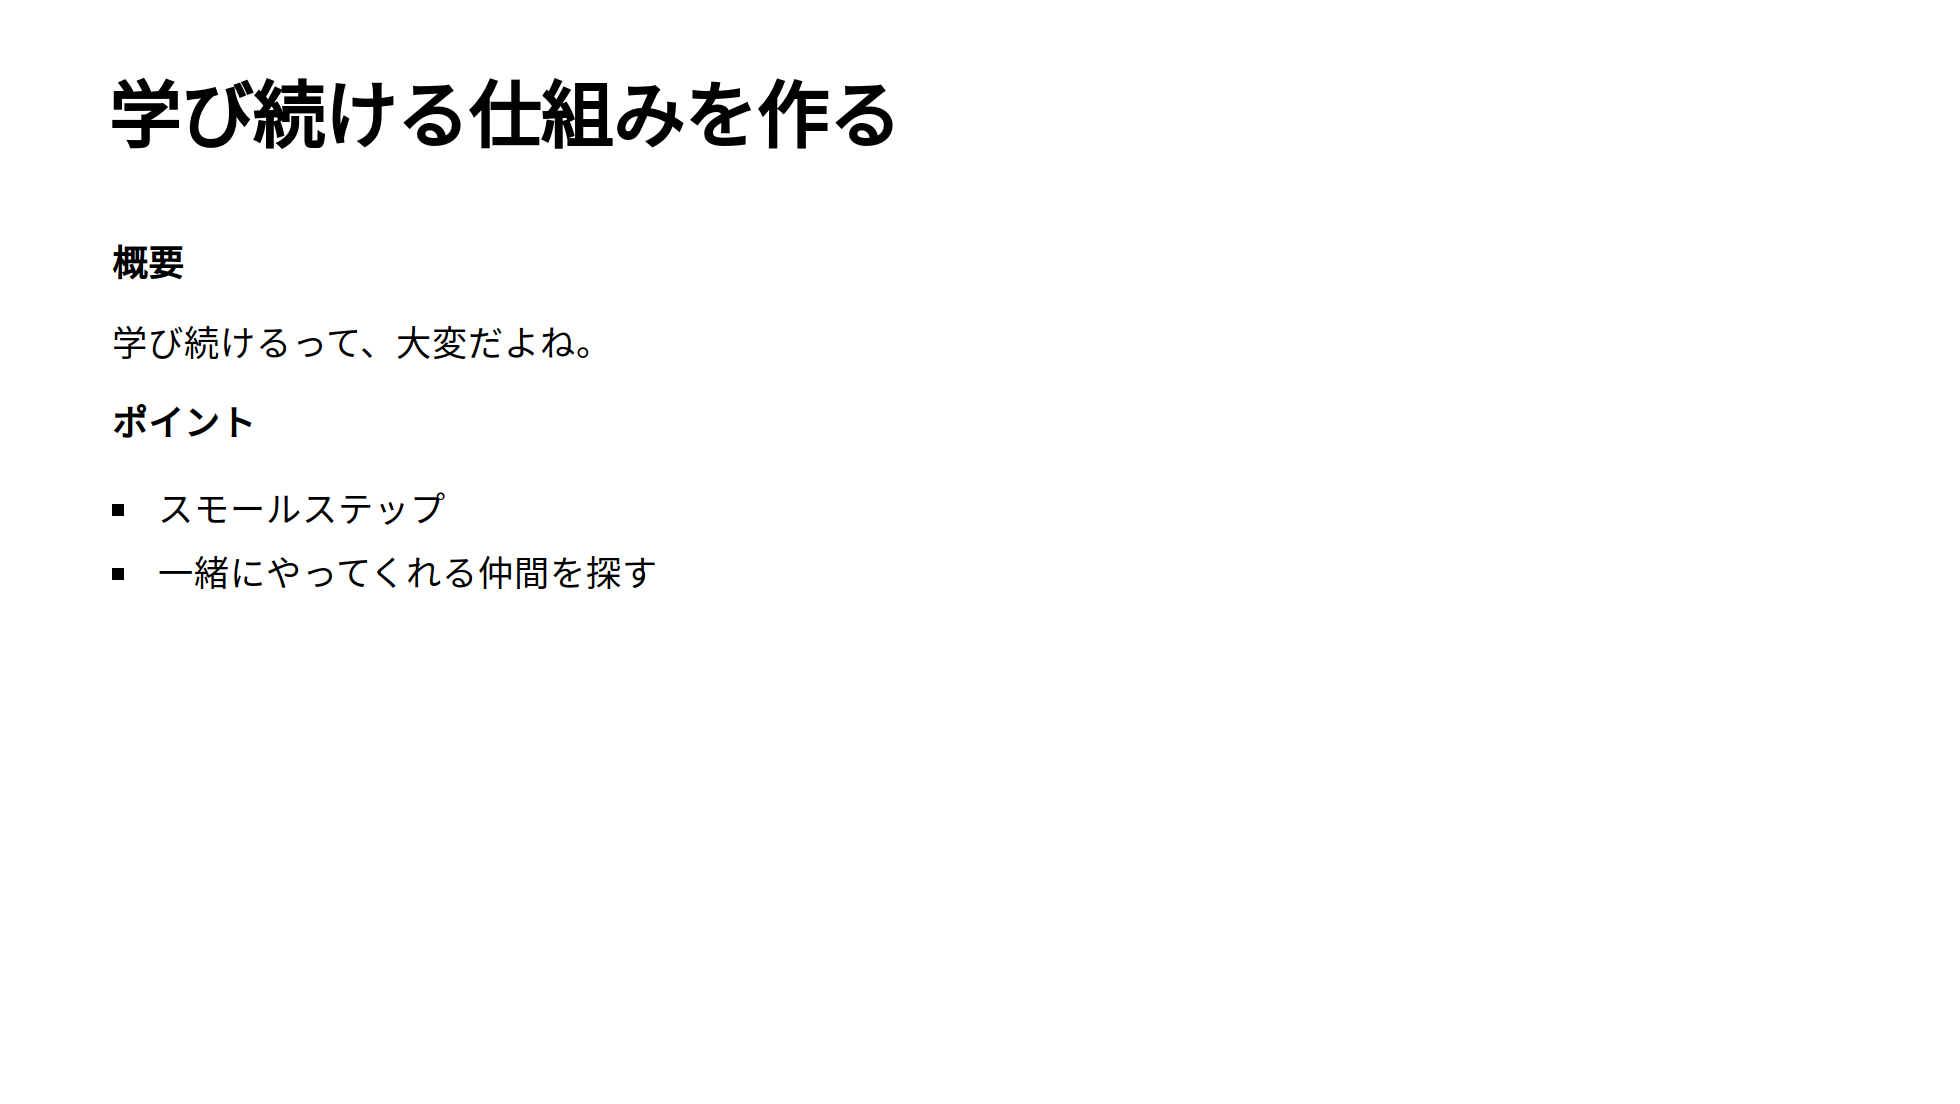 学び続ける仕組みを作る
概要
学び続けるって、大変だよね。
ポイント
▪ スモールステップ
▪ 一緒にやってくれる仲間を探す